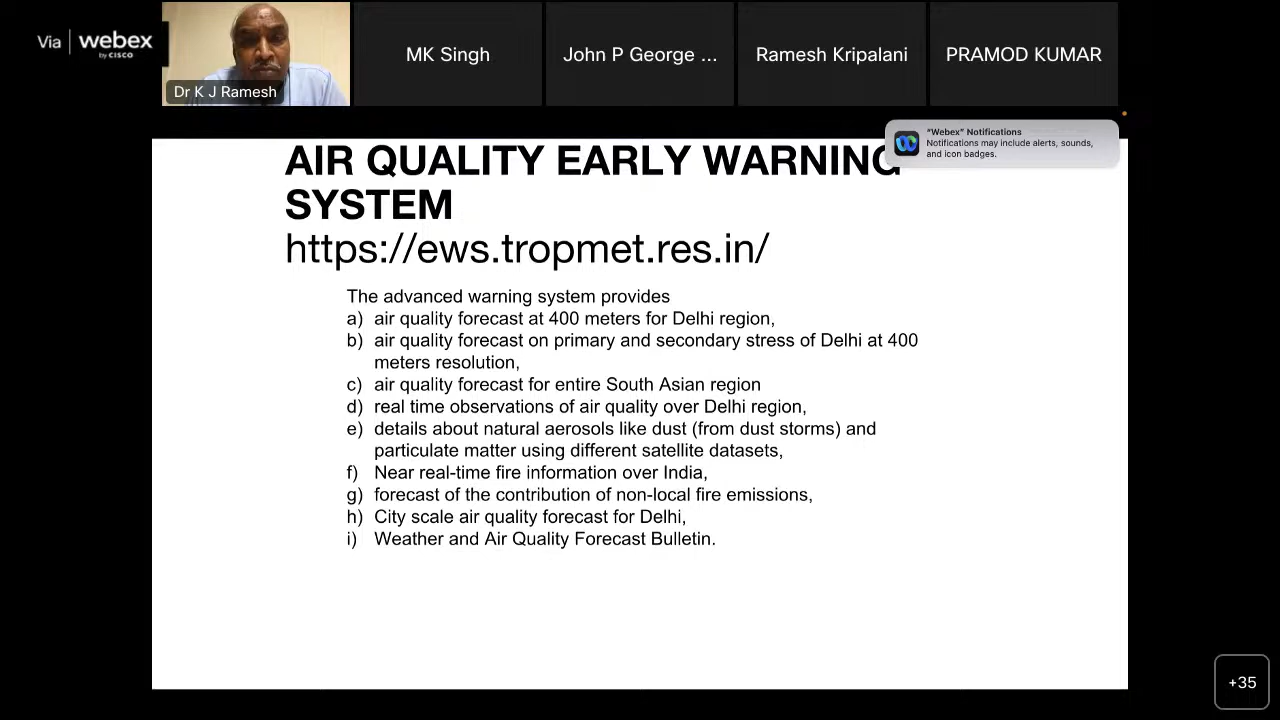 Via webex
by CISCO
Dr K J Ramesh
MK Singh
John P George ...
Ramesh Kripalani
PRAMOD KUMAR
"Webex" Notifications
Notifications may include alerts, sounds,
and icon badges.
AIR QUALITY EARLY WARNING
SYSTEM
https://ews.tropmet.res.in/
The advanced warning system provides
a) air quality forecast at 400 meters for Delhi region,
b) air quality forecast on primary and secondary stress of Delhi at 400
meters resolution,
c) air quality forecast for entire South Asian region
d) real time observations of air quality over Delhi region,
e) details about natural aerosols like dust (from dust storms) and
particulate matter using different satellite datasets,
f) Near real-time fire information over India,
g) forecast of the contribution of non-local fire emissions,
h) City scale air quality forecast for Delhi,
i) Weather and Air Quality Forecast Bulletin.
+35